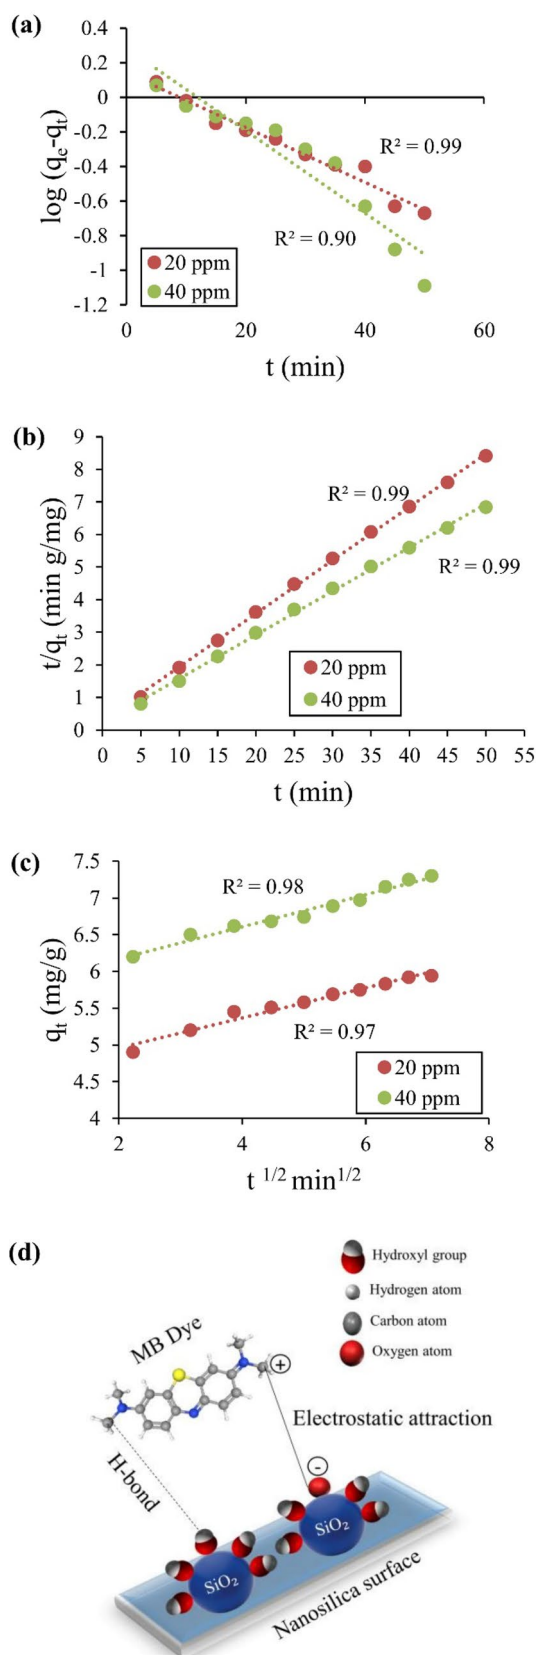 (a)
0.4
0.2
0
-0.2
-0.4
-0.6
-0.8
-1
-1.2
log (qₑ-qₜ)
R² = 0.99
R² = 0.90
20 ppm
40 ppm
0 20 40 60
t (min)
(b)
9
8
7
6
5
4
3
2
1
0
t/qₜ (min g/mg)
R² = 0.99
R² = 0.99
20 ppm
40 ppm
0 5 10 15 20 25 30 35 40 45 50 55
t (min)
(c)
7.5
7
6.5
6
5.5
5
4.5
4
qₜ (mg/g)
R² = 0.98
R² = 0.97
20 ppm
40 ppm
2 4 6 8
t ¹/² min¹/²
(d)
Hydroxyl group
Hydrogen atom
Carbon atom
Oxygen atom
MB Dye
+
Electrostatic attraction
H-bond
-
SiO₂
SiO₂
Nanosilica surface